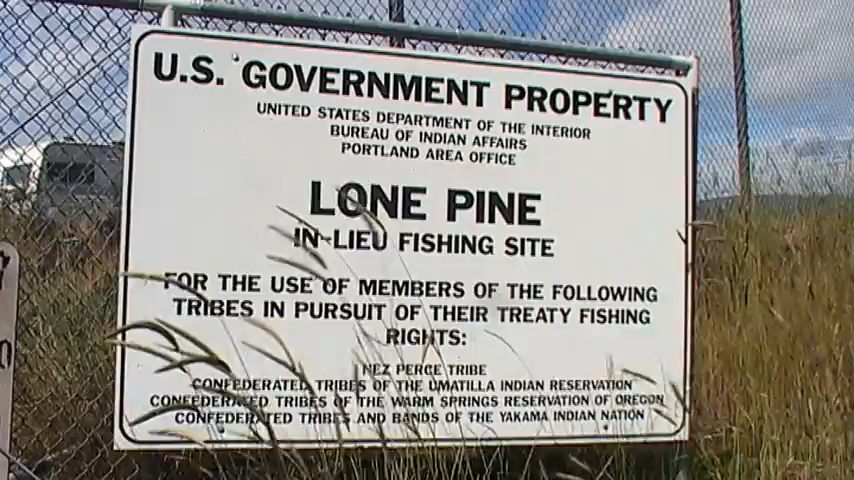 U.S. GOVERNMENT PROPERTY
UNITED STATES DEPARTMENT OF THE INTERIOR
BUREAU OF INDIAN AFFAIRS
PORTLAND AREA OFFICE
LONE PINE
IN-LIEU FISHING SITE
FOR THE USE OF MEMBERS OF THE FOLLOWING
TRIBES IN PURSUIT OF THEIR TREATY FISHING
RIGHTS:
NEZ PERCE TRIBE
CONFEDERATED TRIBES OF THE UMATILLA INDIAN RESERVATION
CONFEDERATED TRIBES OF THE WARM SPRINGS RESERVATION OF OREGON
CONFEDERATED TRIBES AND BANDS OF THE YAKAMA INDIAN NATION